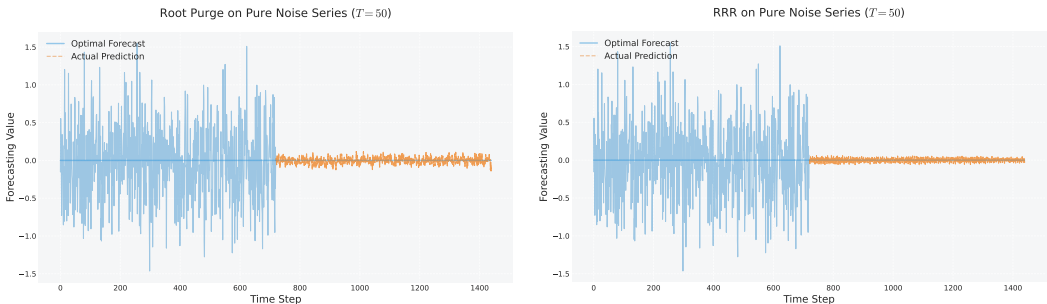 Root Purge on Pure Noise Series (T = 50)
Optimal Forecast
Actual Prediction
Forecasting Value
1.5
1.0
0.5
0.0
−0.5
−1.0
−1.5
0 200 400 600 800 1000 1200 1400
Time Step
RRR on Pure Noise Series (T = 50)
Optimal Forecast
Actual Prediction
Forecasting Value
1.5
1.0
0.5
0.0
−0.5
−1.0
−1.5
0 200 400 600 800 1000 1200 1400
Time Step